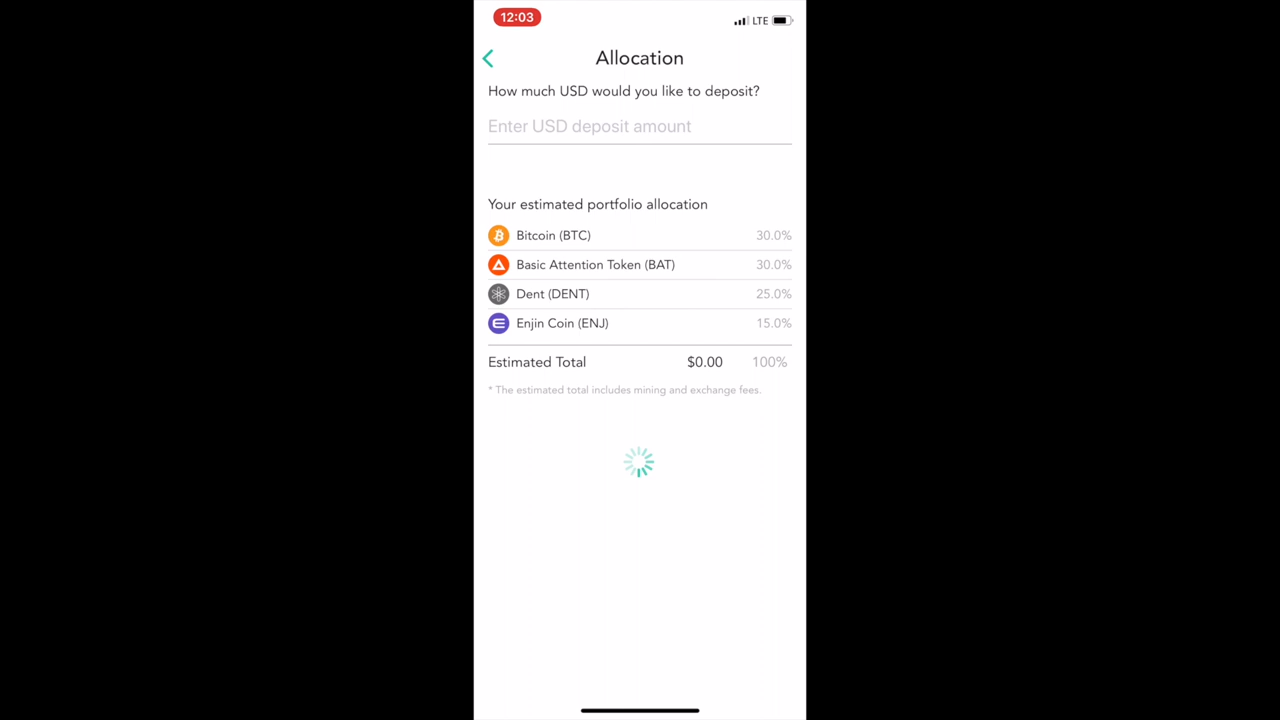 12:03 LTE
Allocation
How much USD would you like to deposit?
Enter USD deposit amount
Your estimated portfolio allocation
Bitcoin (BTC) 30.0%
Basic Attention Token (BAT) 30.0%
Dent (DENT) 25.0%
Enjin Coin (ENJ) 15.0%
Estimated Total $0.00 100%
* The estimated total includes mining and exchange fees.